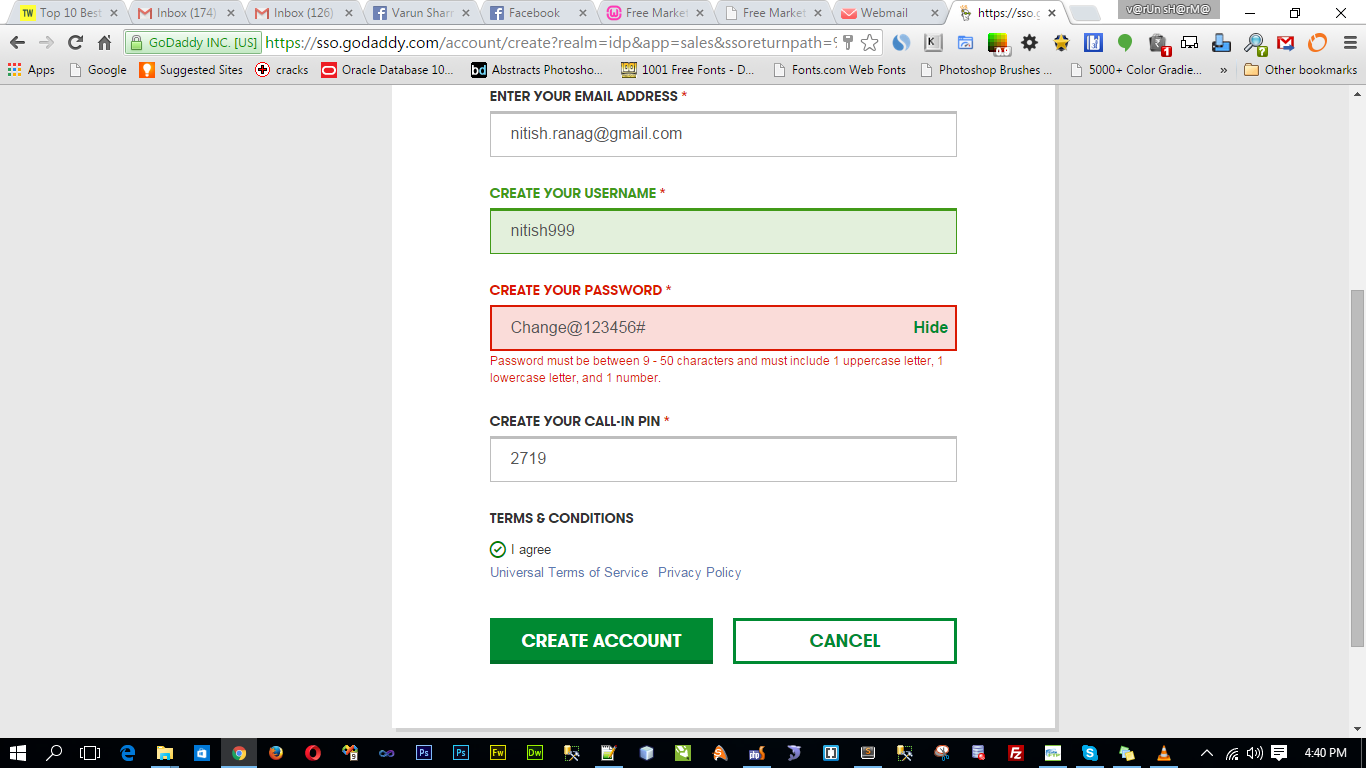 Top 10 Best
Inbox (174)
Inbox (126)
Varun Shar
Facebook
Free Marke
Free Market
Webmail
https://sso.g
v@rUn sH@rM@
GoDaddy INC. [US]
https://sso.godaddy.com/account/create?realm=idp&app=sales&ssoreturnpath=%
Apps
Google
Suggested Sites
cracks
Oracle Database 10...
Abstracts Photosho...
1001 Free Fonts - D...
Fonts.com Web Fonts
Photoshop Brushes ...
5000+ Color Gradie...
»
Other bookmarks
ENTER YOUR EMAIL ADDRESS *
nitish.ranag@gmail.com
CREATE YOUR USERNAME *
nitish999
CREATE YOUR PASSWORD *
Change@123456#
Hide
Password must be between 9 - 50 characters and must include 1 uppercase letter, 1
lowercase letter, and 1 number.
CREATE YOUR CALL-IN PIN *
2719
TERMS & CONDITIONS
I agree
Universal Terms of Service Privacy Policy
CREATE ACCOUNT
CANCEL
4:40 PM